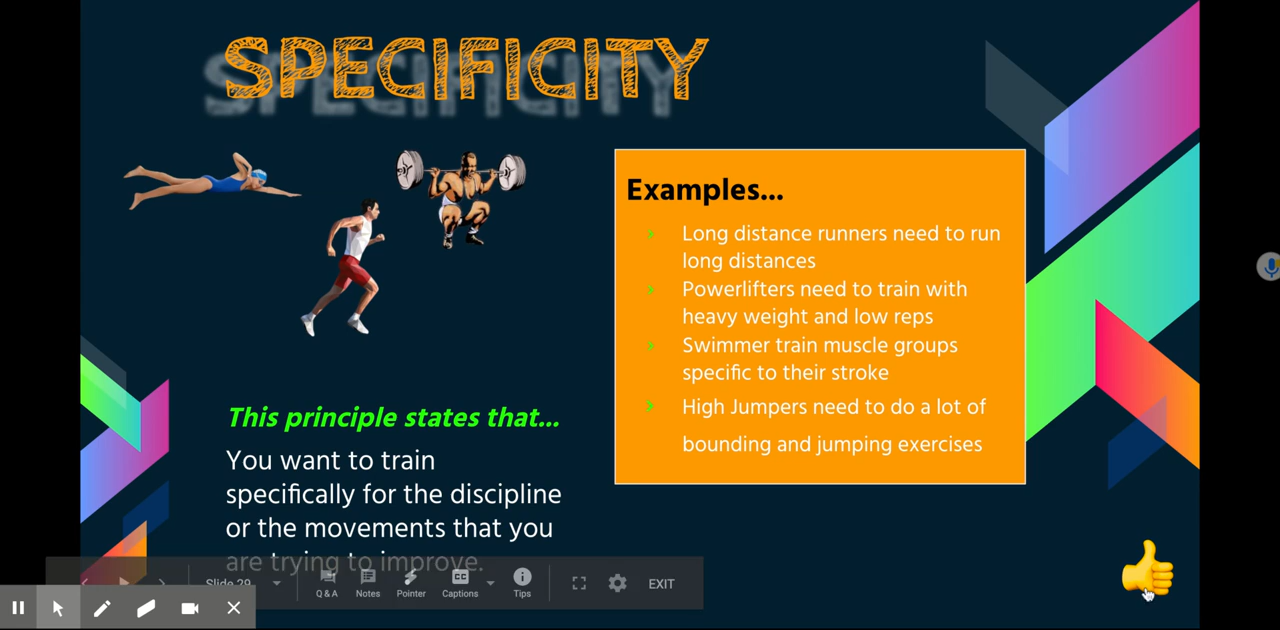 SPECIFICITY
Examples...
Long distance runners need to run
long distances
Powerlifters need to train with
heavy weight and low reps
Swimmer train muscle groups
specific to their stroke
High Jumpers need to do a lot of
bounding and jumping exercises
This principle states that...
You want to train
specifically for the discipline
or the movements that you
are trying to improve.
Slide 29
Q & A
Notes
Pointer
CC
Captions
Tips
EXIT